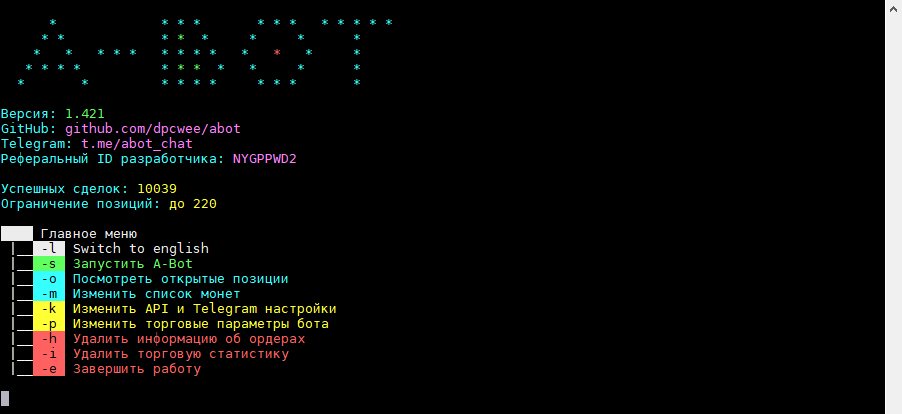 A-BOT
Версия: 1.421
GitHub: github.com/dpcwee/abot
Telegram: t.me/abot_chat
Реферальный ID разработчика: NYGPPWD2
Успешных сделок: 10039
Ограничение позиций: до 220
Главное меню
-l Switch to english
-s Запустить A-Bot
-o Посмотреть открытые позиции
-m Изменить список монет
-k Изменить API и Telegram настройки
-p Изменить торговые параметры бота
-h Удалить информацию об ордерах
-i Удалить торговую статистику
-e Завершить работу